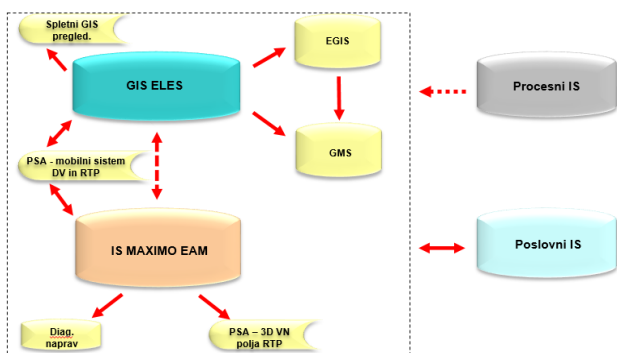 Spletni GIS
pregled.
EGIS
GIS ELES
Procesni IS
GMS
PSA - mobilni sistem
DV in RTP
IS MAXIMO EAM
Poslovni IS
Diag.
naprav
PSA – 3D VN
polja RTP